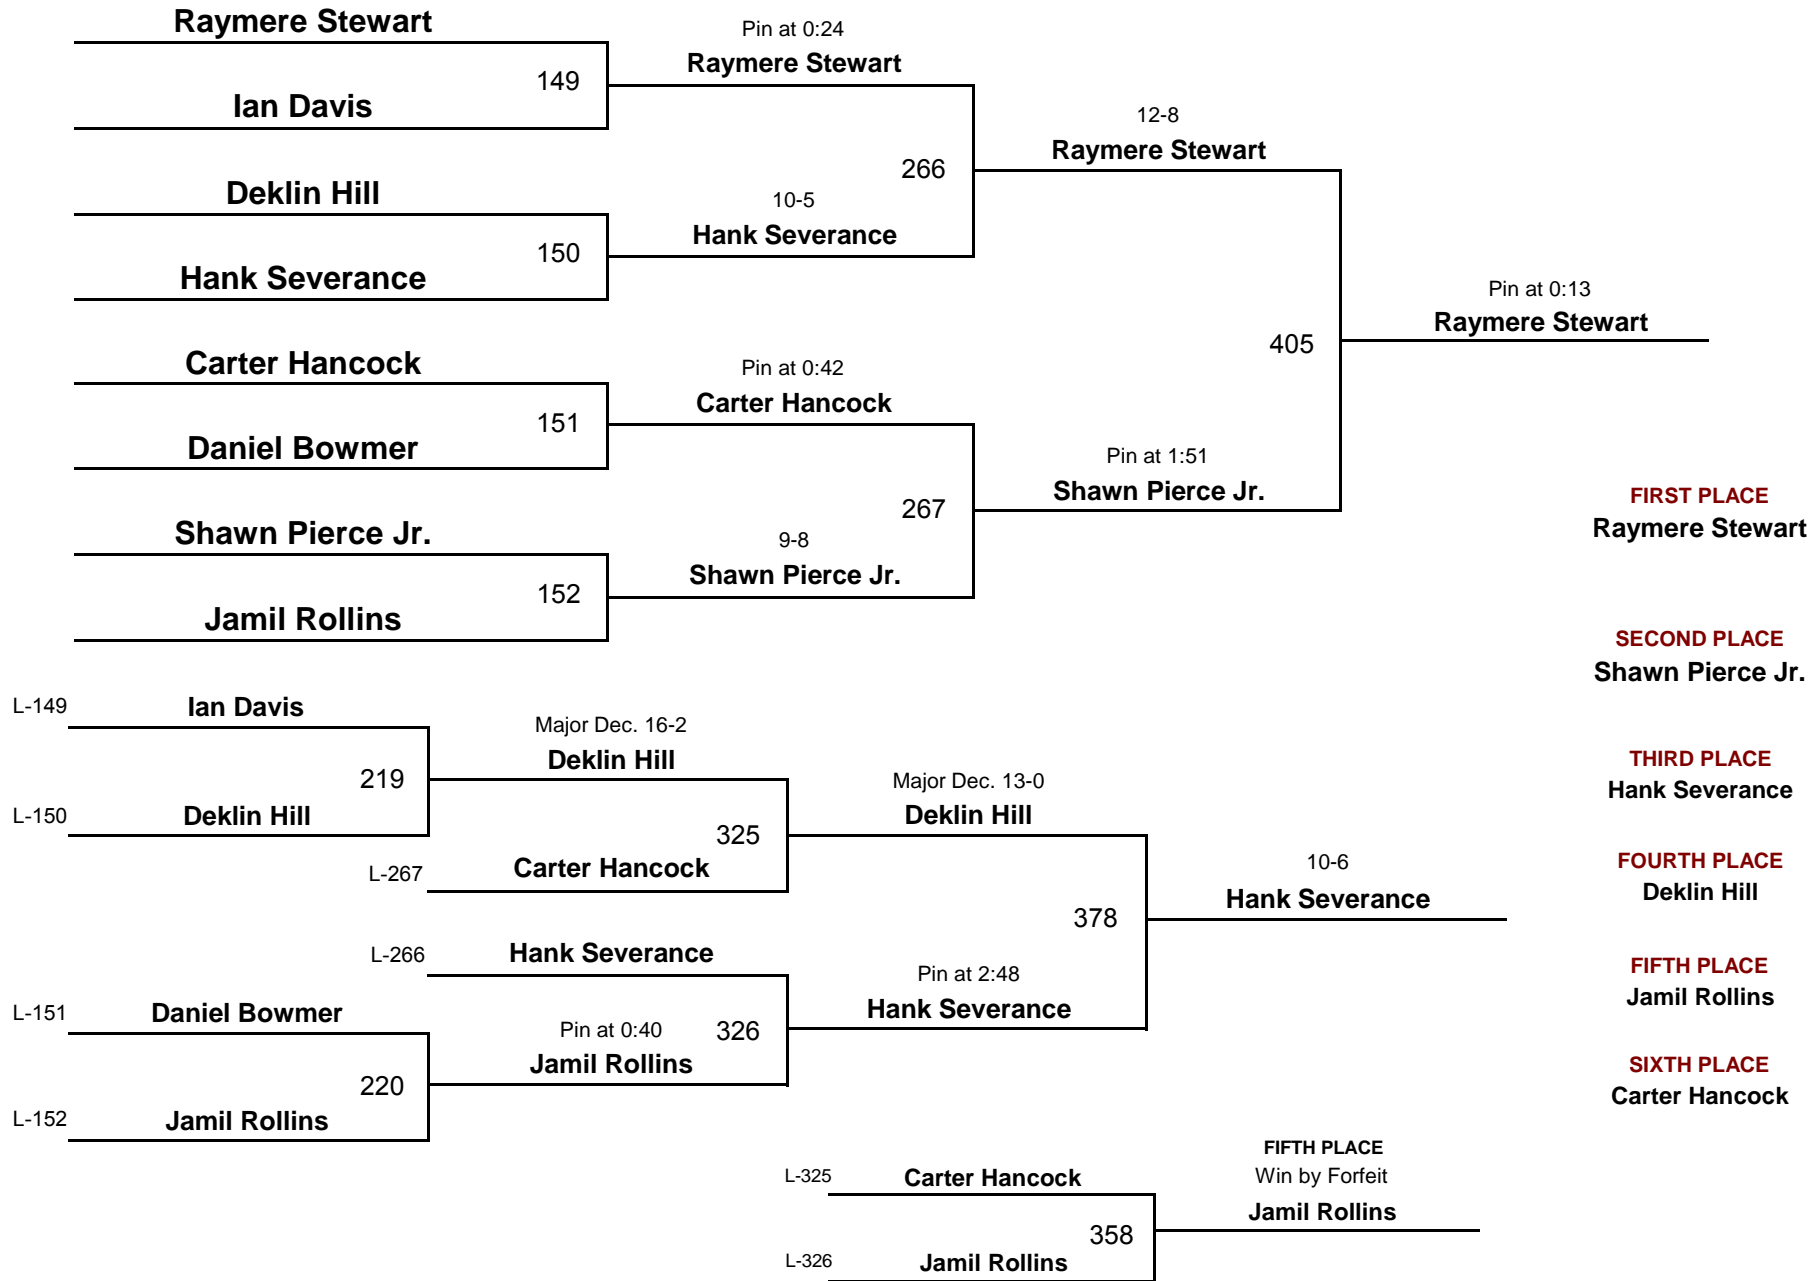 Raymere Stewart
Pin at 0:24
Raymere Stewart
149
Ian Davis
12-8
Raymere Stewart
266
Deklin Hill
10-5
Hank Severance
150
Hank Severance
Pin at 0:13
Raymere Stewart
405
Carter Hancock
Pin at 0:42
Carter Hancock
151
Daniel Bowmer
Pin at 1:51
Shawn Pierce Jr.
267
Shawn Pierce Jr.
9-8
Shawn Pierce Jr.
152
Jamil Rollins
FIRST PLACE
Raymere Stewart
SECOND PLACE
Shawn Pierce Jr.
THIRD PLACE
Hank Severance
FOURTH PLACE
Deklin Hill
FIFTH PLACE
Jamil Rollins
SIXTH PLACE
Carter Hancock
L-149 Ian Davis
Major Dec. 16-2
Deklin Hill
219
L-150 Deklin Hill
Major Dec. 13-0
Deklin Hill
325
L-267 Carter Hancock
10-6
Hank Severance
378
L-266 Hank Severance
Pin at 2:48
Hank Severance
L-151 Daniel Bowmer
Pin at 0:40
326
Jamil Rollins
220
L-152 Jamil Rollins
FIFTH PLACE
Win by Forfeit
Jamil Rollins
L-325 Carter Hancock
358
L-326 Jamil Rollins